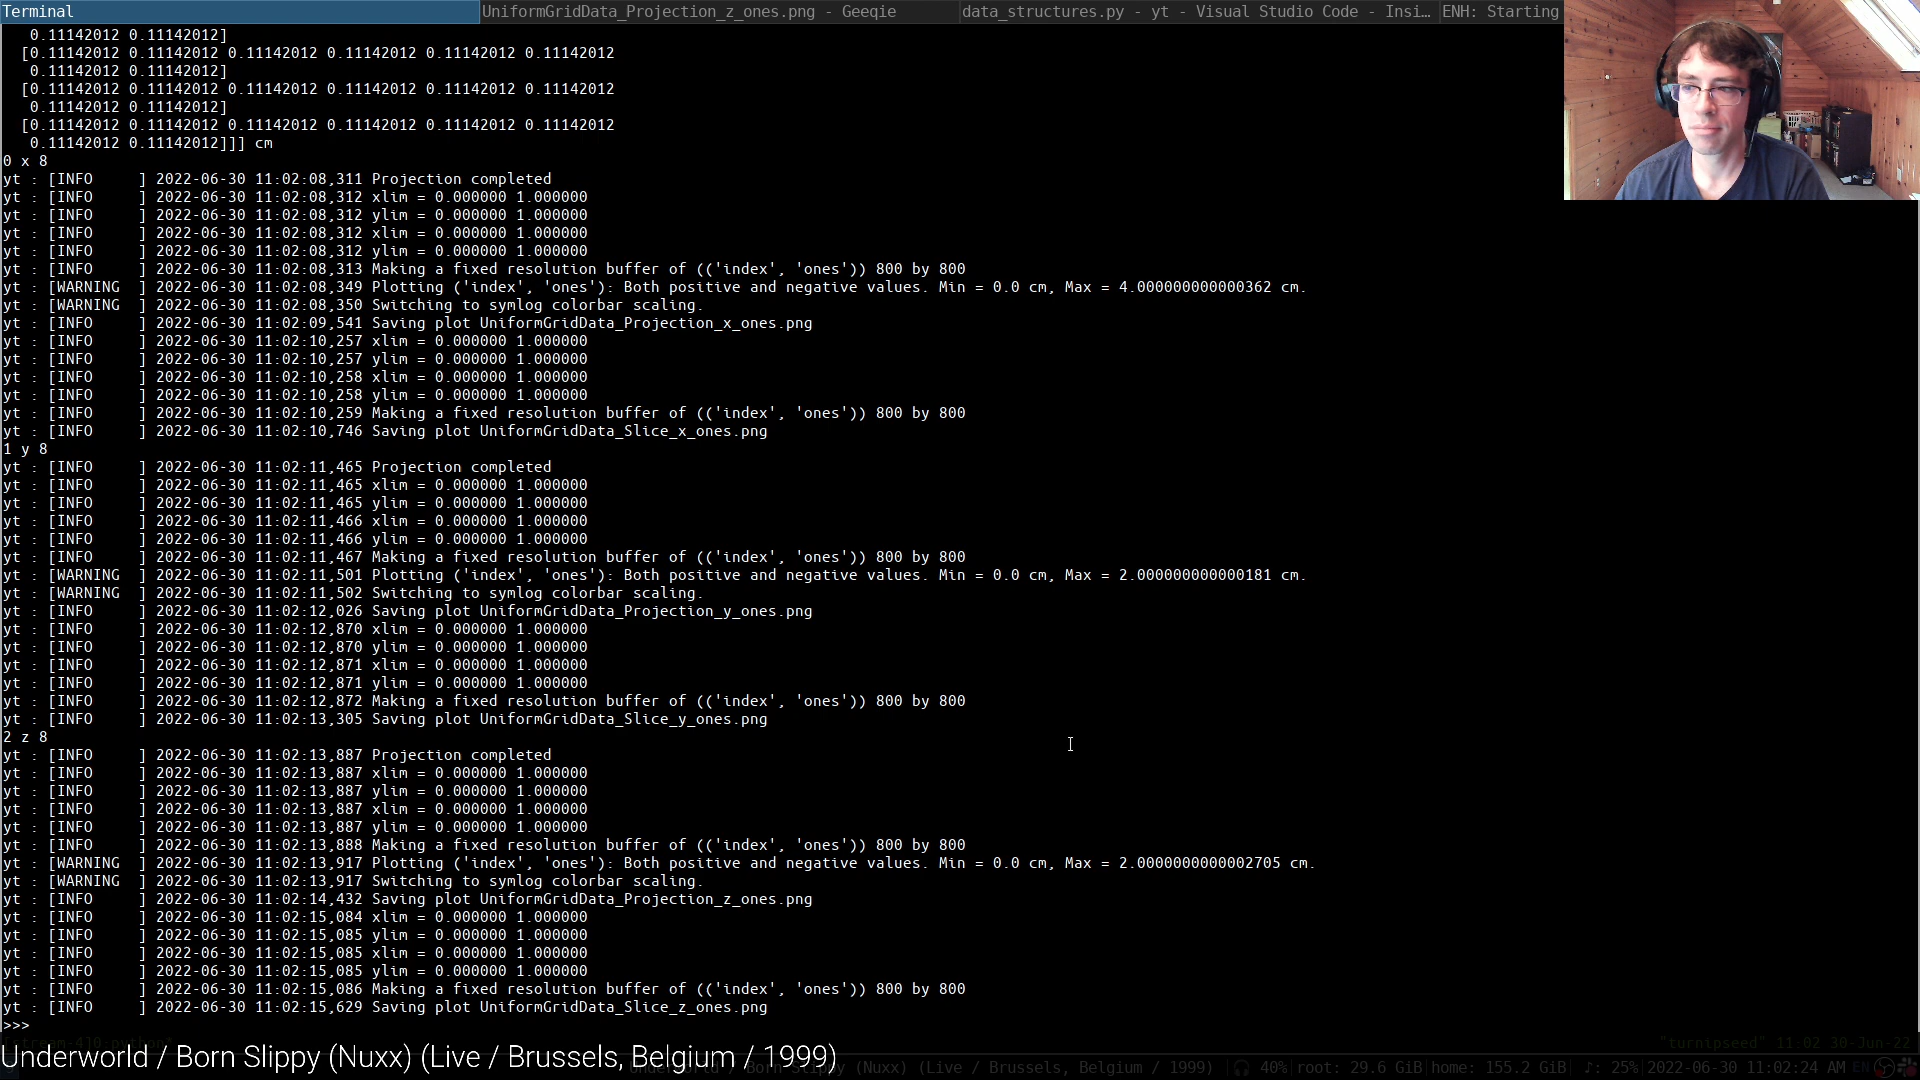 Terminal UniformGridData_Projection_z_ones.png - Geeqie data_structures.py - yt - Visual Studio Code - Insi... ENH: Starting
0.11142012 0.11142012]
[0.11142012 0.11142012 0.11142012 0.11142012 0.11142012 0.11142012
0.11142012 0.11142012]
[0.11142012 0.11142012 0.11142012 0.11142012 0.11142012 0.11142012
0.11142012 0.11142012]
[0.11142012 0.11142012 0.11142012 0.11142012 0.11142012 0.11142012
0.11142012 0.11142012]]] cm
0 x 8
yt : [INFO     ] 2022-06-30 11:02:08,311 Projection completed
yt : [INFO     ] 2022-06-30 11:02:08,312 xlim = 0.000000 1.000000
yt : [INFO     ] 2022-06-30 11:02:08,312 ylim = 0.000000 1.000000
yt : [INFO     ] 2022-06-30 11:02:08,312 xlim = 0.000000 1.000000
yt : [INFO     ] 2022-06-30 11:02:08,312 ylim = 0.000000 1.000000
yt : [INFO     ] 2022-06-30 11:02:08,313 Making a fixed resolution buffer of (('index', 'ones')) 800 by 800
yt : [WARNING  ] 2022-06-30 11:02:08,349 Plotting ('index', 'ones'): Both positive and negative values. Min = 0.0 cm, Max = 4.000000000000362 cm.
yt : [WARNING  ] 2022-06-30 11:02:08,350 Switching to symlog colorbar scaling.
yt : [INFO     ] 2022-06-30 11:02:09,541 Saving plot UniformGridData_Projection_x_ones.png
yt : [INFO     ] 2022-06-30 11:02:10,257 xlim = 0.000000 1.000000
yt : [INFO     ] 2022-06-30 11:02:10,257 ylim = 0.000000 1.000000
yt : [INFO     ] 2022-06-30 11:02:10,258 xlim = 0.000000 1.000000
yt : [INFO     ] 2022-06-30 11:02:10,258 ylim = 0.000000 1.000000
yt : [INFO     ] 2022-06-30 11:02:10,259 Making a fixed resolution buffer of (('index', 'ones')) 800 by 800
yt : [INFO     ] 2022-06-30 11:02:10,746 Saving plot UniformGridData_Slice_x_ones.png
1 y 8
yt : [INFO     ] 2022-06-30 11:02:11,465 Projection completed
yt : [INFO     ] 2022-06-30 11:02:11,465 xlim = 0.000000 1.000000
yt : [INFO     ] 2022-06-30 11:02:11,465 ylim = 0.000000 1.000000
yt : [INFO     ] 2022-06-30 11:02:11,466 xlim = 0.000000 1.000000
yt : [INFO     ] 2022-06-30 11:02:11,466 ylim = 0.000000 1.000000
yt : [INFO     ] 2022-06-30 11:02:11,467 Making a fixed resolution buffer of (('index', 'ones')) 800 by 800
yt : [WARNING  ] 2022-06-30 11:02:11,501 Plotting ('index', 'ones'): Both positive and negative values. Min = 0.0 cm, Max = 2.000000000000181 cm.
yt : [WARNING  ] 2022-06-30 11:02:11,502 Switching to symlog colorbar scaling.
yt : [INFO     ] 2022-06-30 11:02:12,026 Saving plot UniformGridData_Projection_y_ones.png
yt : [INFO     ] 2022-06-30 11:02:12,870 xlim = 0.000000 1.000000
yt : [INFO     ] 2022-06-30 11:02:12,870 ylim = 0.000000 1.000000
yt : [INFO     ] 2022-06-30 11:02:12,871 xlim = 0.000000 1.000000
yt : [INFO     ] 2022-06-30 11:02:12,871 ylim = 0.000000 1.000000
yt : [INFO     ] 2022-06-30 11:02:12,872 Making a fixed resolution buffer of (('index', 'ones')) 800 by 800
yt : [INFO     ] 2022-06-30 11:02:13,305 Saving plot UniformGridData_Slice_y_ones.png
2 z 8
yt : [INFO     ] 2022-06-30 11:02:13,887 Projection completed
yt : [INFO     ] 2022-06-30 11:02:13,887 xlim = 0.000000 1.000000
yt : [INFO     ] 2022-06-30 11:02:13,887 ylim = 0.000000 1.000000
yt : [INFO     ] 2022-06-30 11:02:13,887 xlim = 0.000000 1.000000
yt : [INFO     ] 2022-06-30 11:02:13,887 ylim = 0.000000 1.000000
yt : [INFO     ] 2022-06-30 11:02:13,888 Making a fixed resolution buffer of (('index', 'ones')) 800 by 800
yt : [WARNING  ] 2022-06-30 11:02:13,917 Plotting ('index', 'ones'): Both positive and negative values. Min = 0.0 cm, Max = 2.0000000000002705 cm.
yt : [WARNING  ] 2022-06-30 11:02:13,917 Switching to symlog colorbar scaling.
yt : [INFO     ] 2022-06-30 11:02:14,432 Saving plot UniformGridData_Projection_z_ones.png
yt : [INFO     ] 2022-06-30 11:02:15,084 xlim = 0.000000 1.000000
yt : [INFO     ] 2022-06-30 11:02:15,085 ylim = 0.000000 1.000000
yt : [INFO     ] 2022-06-30 11:02:15,085 xlim = 0.000000 1.000000
yt : [INFO     ] 2022-06-30 11:02:15,085 ylim = 0.000000 1.000000
yt : [INFO     ] 2022-06-30 11:02:15,086 Making a fixed resolution buffer of (('index', 'ones')) 800 by 800
yt : [INFO     ] 2022-06-30 11:02:15,629 Saving plot UniformGridData_Slice_z_ones.png
>>>
"turnipseed" 11:02 30-Jun-22
Underworld / Born Slippy (Nuxx) (Live / Brussels, Belgium / 1999)
(Nuxx) (Live / Brussels, Belgium / 1999) 40% root: 29.6 GiB home: 155.2 GiB ♪: 25% 2022-06-30 11:02:24 AM EN